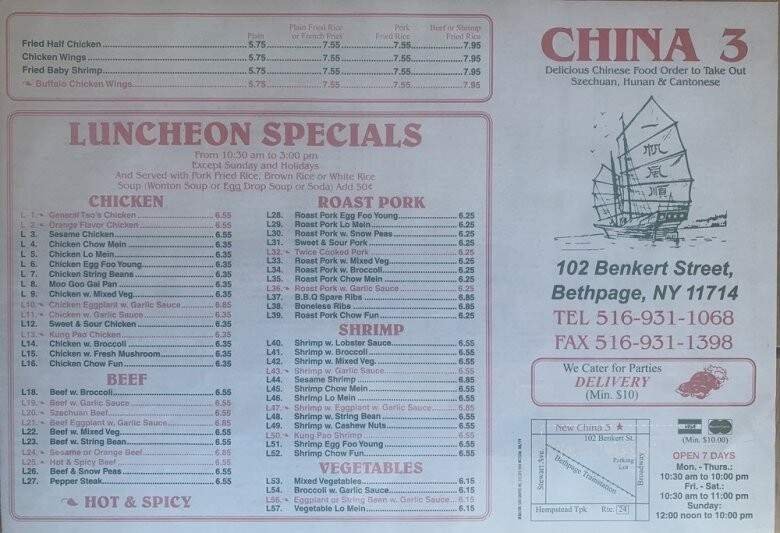 Plain Plain Fried Rice or French Fries Pork Fried Rice Beef or Shrimp Fried Rice
Fried Half Chicken 5.75 7.55 7.55 7.95
Chicken Wings 5.75 7.55 7.55 7.95
Fried Baby Shrimp 5.75 7.55 7.55 7.95
Buffalo Chicken Wings 5.75 7.55 7.55 7.95
LUNCHEON SPECIALS
From 10:30 am to 3:00 pm
Except Sunday and Holidays
And Served with Pork Fried Rice, Brown Rice or White Rice
Soup (Wonton Soup or Egg Drop Soup or Soda) Add 50¢
CHICKEN
L 1. General Tso's Chicken 6.55
L 2. Orange Flavor Chicken 6.55
L 3. Sesame Chicken 6.55
L 4. Chicken Chow Mein 6.35
L 5. Chicken Lo Mein 6.35
L 6. Chicken Egg Foo Young 6.35
L 7. Chicken String Beans 6.35
L 8. Moo Goo Gai Pan 6.35
L 9. Chicken w. Mixed Veg. 6.35
L10. Chicken Eggplant w. Garlic Sauce 6.85
L11. Chicken w. Garlic Sauce 6.35
L12. Sweet & Sour Chicken 6.35
L13. Kung Pao Chicken 6.35
L14. Chicken w. Broccoli 6.35
L15. Chicken w. Fresh Mushroom 6.35
L16. Chicken Chow Fun 6.35
BEEF
L18. Beef w. Broccoli 6.55
L19. Beef w. Garlic Sauce 6.55
L20. Szechuan Beef 6.55
L21. Beef Eggplant w. Garlic Sauce 6.85
L22. Beef w. Mixed Veg. 6.55
L23. Beef w. String Bean 6.55
L24. Sesame or Orange Beef 6.85
L25. Hot & Spicy Beef 6.55
L26. Beef & Snow Peas 6.55
L27. Pepper Steak 6.55
HOT & SPICY
ROAST PORK
L28. Roast Pork Egg Foo Young 6.25
L29. Roast Pork Lo Mein 6.25
L30. Roast Pork w. Snow Peas 6.25
L31. Sweet & Sour Pork 6.25
L32. Twice Cooked Pork 6.25
L33. Roast Pork w. Mixed Veg. 6.25
L34. Roast Pork w. Broccoli 6.25
L35. Roast Pork Chow Mein 6.25
L36. Roast Pork w. Garlic Sauce 6.25
L37. B.B.Q Spare Ribs 6.85
L38. Boneless Ribs 6.85
L39. Roast Pork Chow Fun 6.25
SHRIMP
L40. Shrimp w. Lobster Sauce 6.55
L41. Shrimp w. Broccoli 6.55
L42. Shrimp w. Mixed Veg. 6.55
L43. Shrimp w. Garlic Sauce 6.55
L44. Sesame Shrimp 6.85
L45. Shrimp Chow Mein 6.55
L46. Shrimp Lo Mein 6.55
L47. Shrimp w. Eggplant w. Garlic Sauce 6.85
L48. Shrimp w. String Bean 6.55
L49. Shrimp w. Cashew Nuts 6.55
L50. Kung Pao Shrimp 6.55
L51. Shrimp Egg Foo Young 6.55
L52. Shrimp Chow Fun 6.55
VEGETABLES
L53. Mixed Vegetables 6.15
L54. Broccoli w. Garlic Sauce 6.15
L56. Eggplant or String Bean w. Garlic Sauce 6.15
L57. Vegetable Lo Mein 6.15
CHINA 3
Delicious Chinese Food Order to Take Out
Szechuan, Hunan & Cantonese
一帆風順
102 Benkert Street,
Bethpage, NY 11714
TEL 516-931-1068
FAX 516-931-1398
We Cater for Parties
DELIVERY
(Min. $10)
New China 3
102 Benkert St.
Stewart Ave.
Bethpage Trainstation
Parking Lot
Broadway
Hempstead Tpk Rte. 24
VISA
(Min. $10.00)
OPEN 7 DAYS
Mon. - Thurs.:
10:30 am to 10:00 pm
Fri. - Sat.:
10:30 am to 11:00 pm
Sunday:
12:00 noon to 10:00 pm